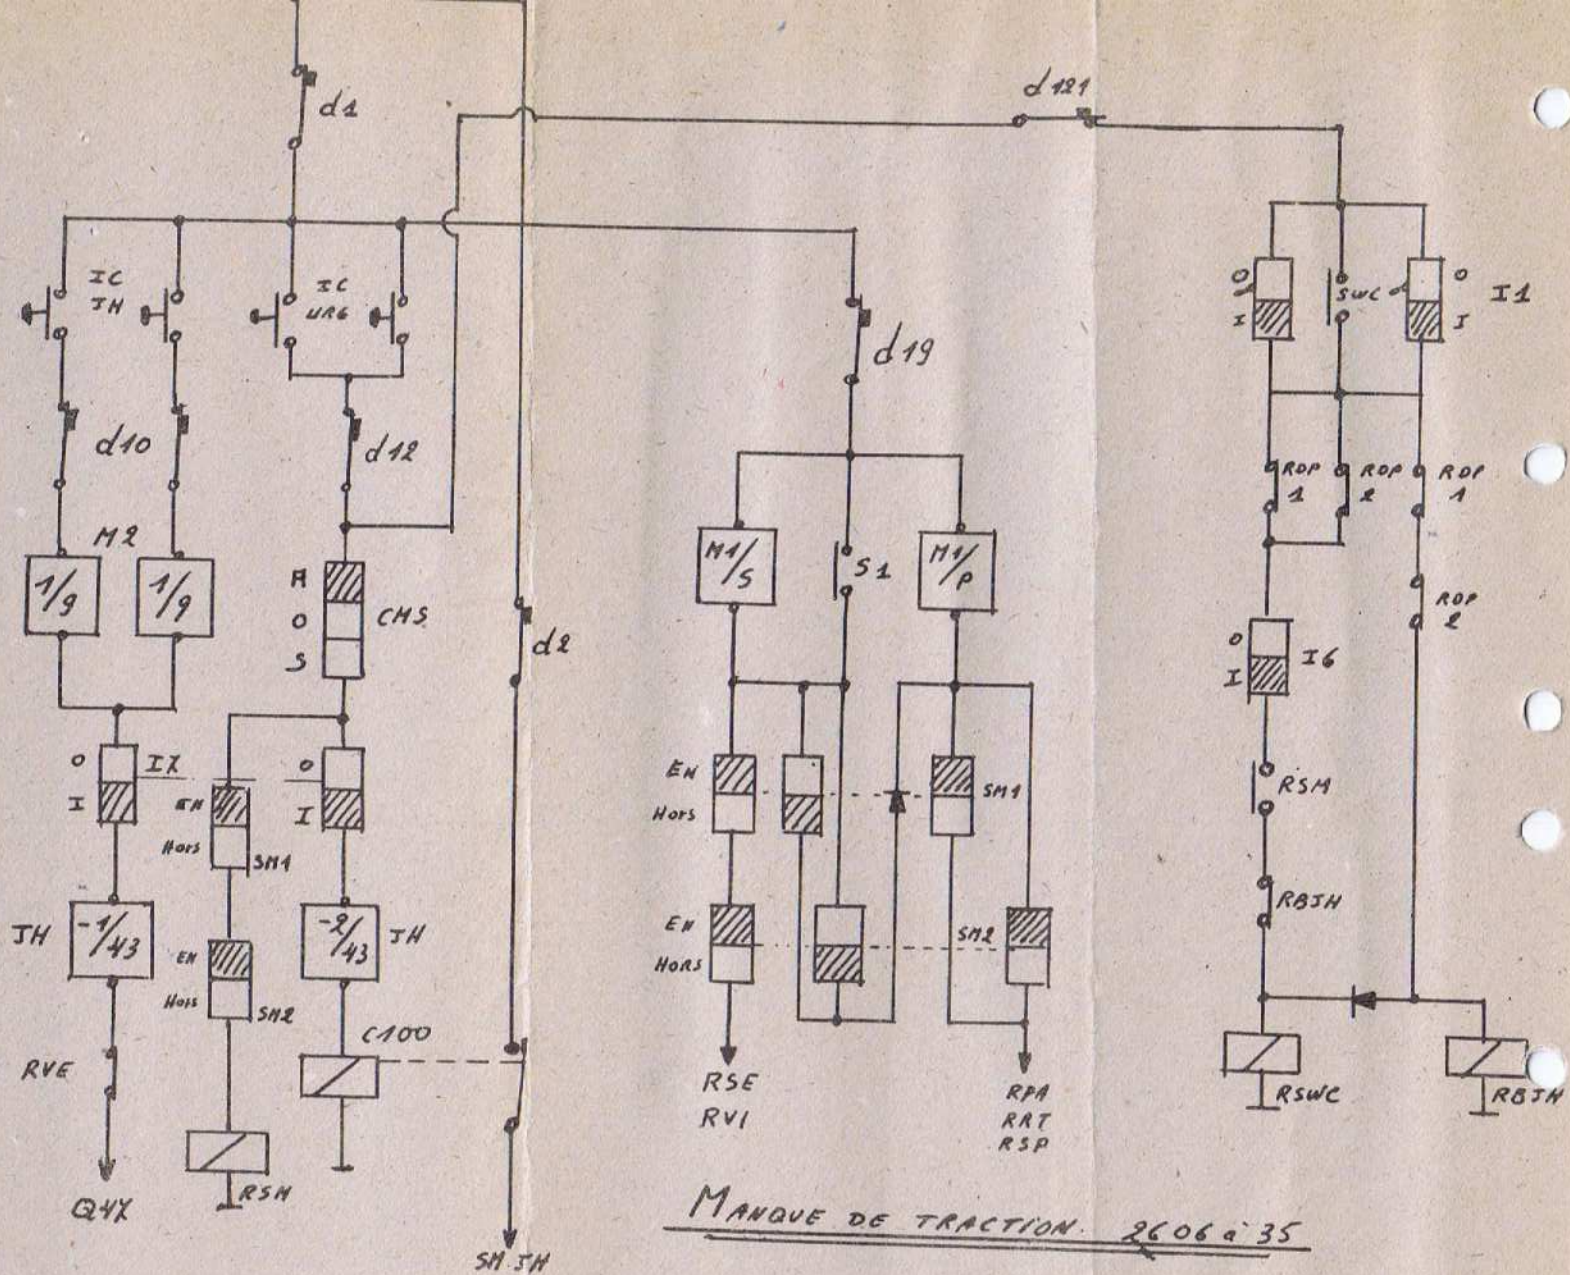 d1
d121
IC
JH
IC
URG
d19
O
I
SWC
O
I
I1
d10
d12
ROP
1
ROP
2
ROP
1
M2
1/9
1/9
A
O
S
CMS
M1/S
S1
M1/P
ROP
2
d2
O
I
I6
O
I
IX
EN
Hors
SM1
O
I
EN
Hors
SM1
RSM
RBJH
JH
-1/43
EN
Hors
SM2
-2/43
JH
EN
HORS
SM2
C100
RVE
RSE
RVI
RPA
RRT
RSP
RSWC
RBJH
Q4X
RSM
SM JH
MANQUE DE TRACTION. 2606 à 35